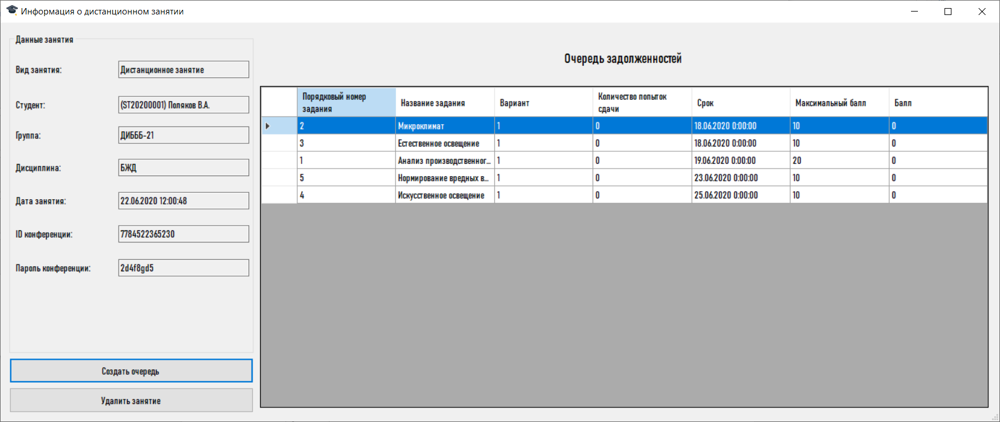 Информация о дистанционном занятии
Данные занятия
Вид занятия: Дистанционное занятие
Студент: (ST20200001) Поляков В.А.
Группа: ДИБББ-21
Дисциплина: БЖД
Дата занятия: 22.06.2020 12:00:48
ID конференции: 7784522365230
Пароль конференции: 2d4f8gd5
Создать очередь
Удалить занятие
Очередь задолженностей
Порядковый номер задания Название задания Вариант Количество попыток сдачи Срок Максимальный балл Балл
2 Микроклимат 1 0 18.06.2020 0:00:00 10 0
3 Естественное освещение 1 0 18.06.2020 0:00:00 10 0
1 Анализ производственног... 1 0 19.06.2020 0:00:00 20 0
5 Нормирование вредных в... 1 0 23.06.2020 0:00:00 10 0
4 Искусственное освещение 1 0 25.06.2020 0:00:00 10 0